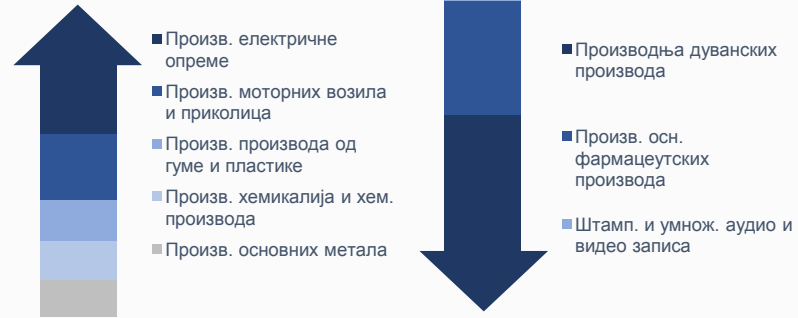 Произв. електричне
опреме
Произв. моторних возила
и приколица
Произв. производа од
гуме и пластике
Произв. хемикалија и хем.
производа
Произв. основних метала
Производња дуванских
производа
Произв. осн.
фармацеутских
производа
Штамп. и умнож. аудио и
видео записа